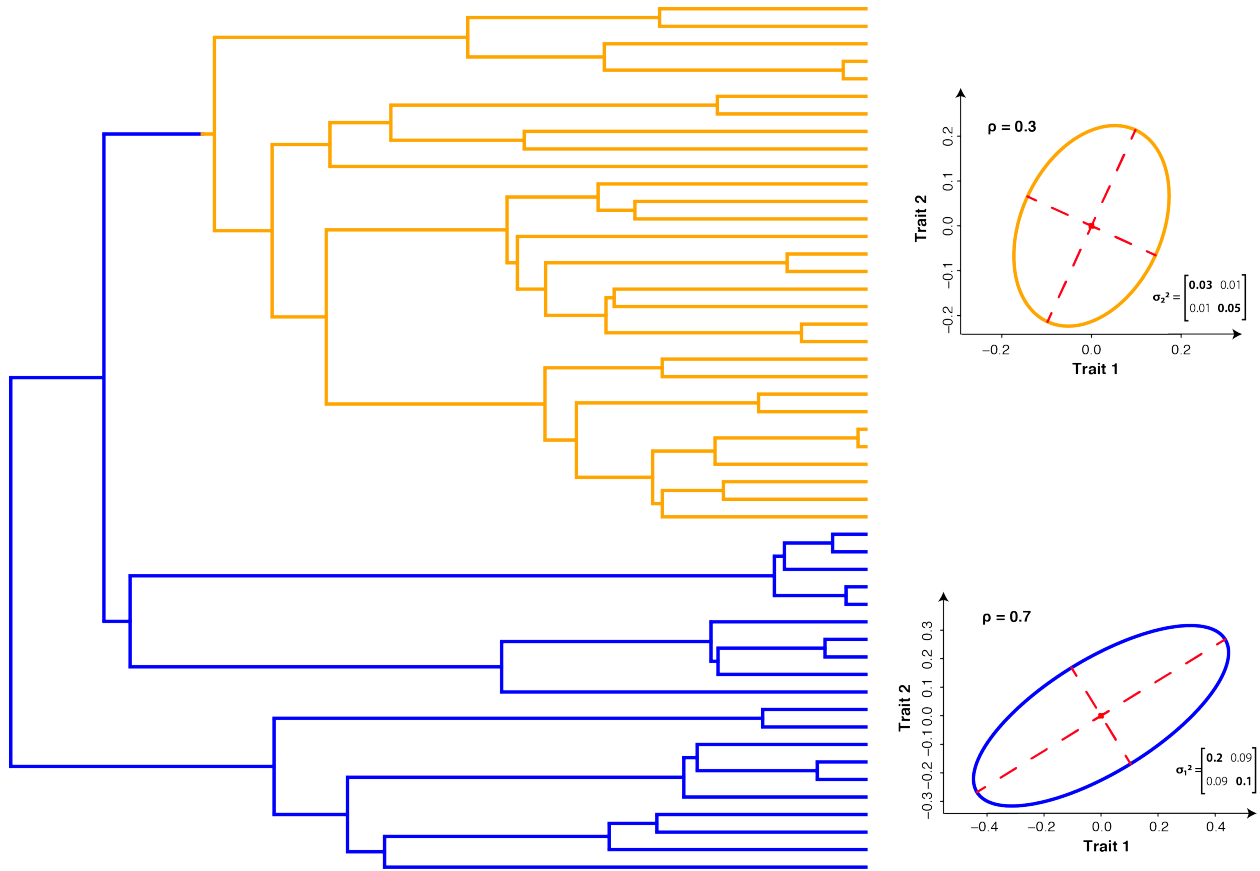 ρ = 0.3
Trait 2
0.2
0.1
0.0
−0.1
−0.2
σ₂² = [0.03 0.01
0.01 0.05]
−0.2 0.0 0.2
Trait 1
ρ = 0.7
Trait 2
0.3
0.2
0.1
0.0
−0.1
−0.2
−0.3
σ₁² = [0.2 0.09
0.09 0.1]
−0.4 −0.2 0.0 0.2 0.4
Trait 1